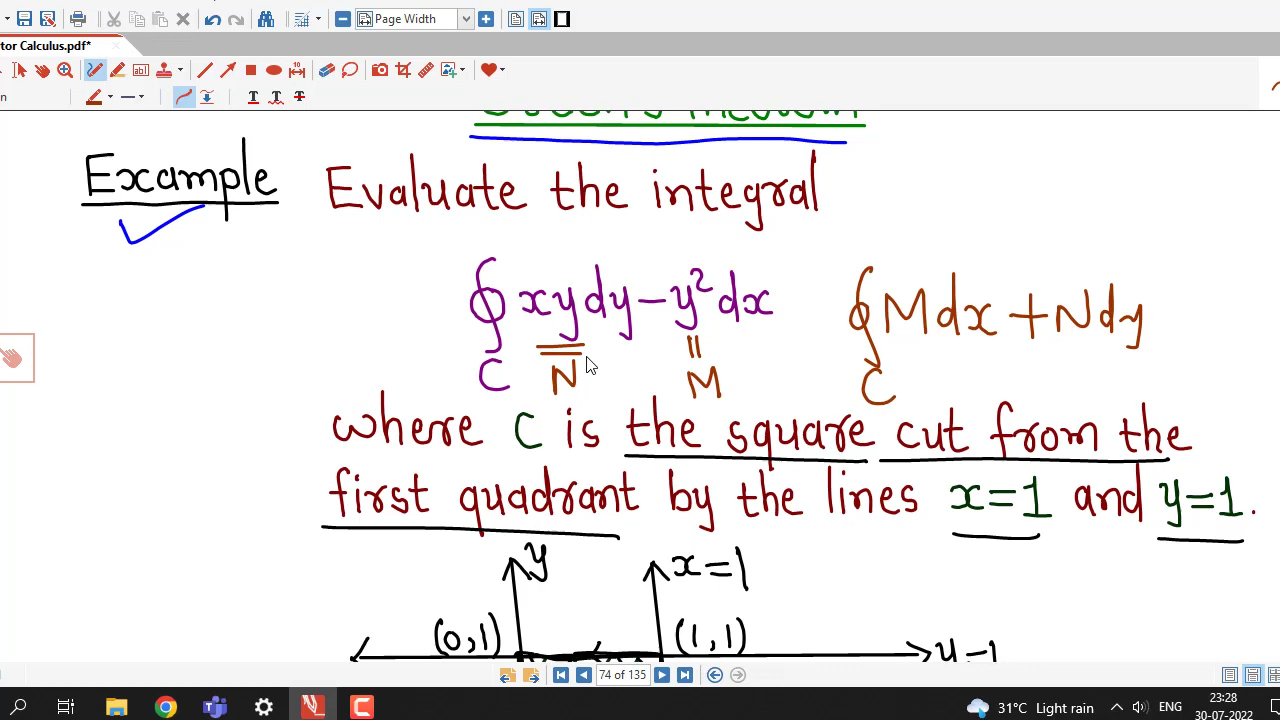 Page Width
tor Calculus.pdf*
Example
Evaluate the integral
∮ xydy − y² dx
C
N
=
M
∮ Mdx + Ndy
C
where C is the square cut from the
first quadrant by the lines x=1 and y=1.
y
x=1
(0,1)
(1,1)
74 of 135
23:28
31°C Light rain
ENG
30-07-2022